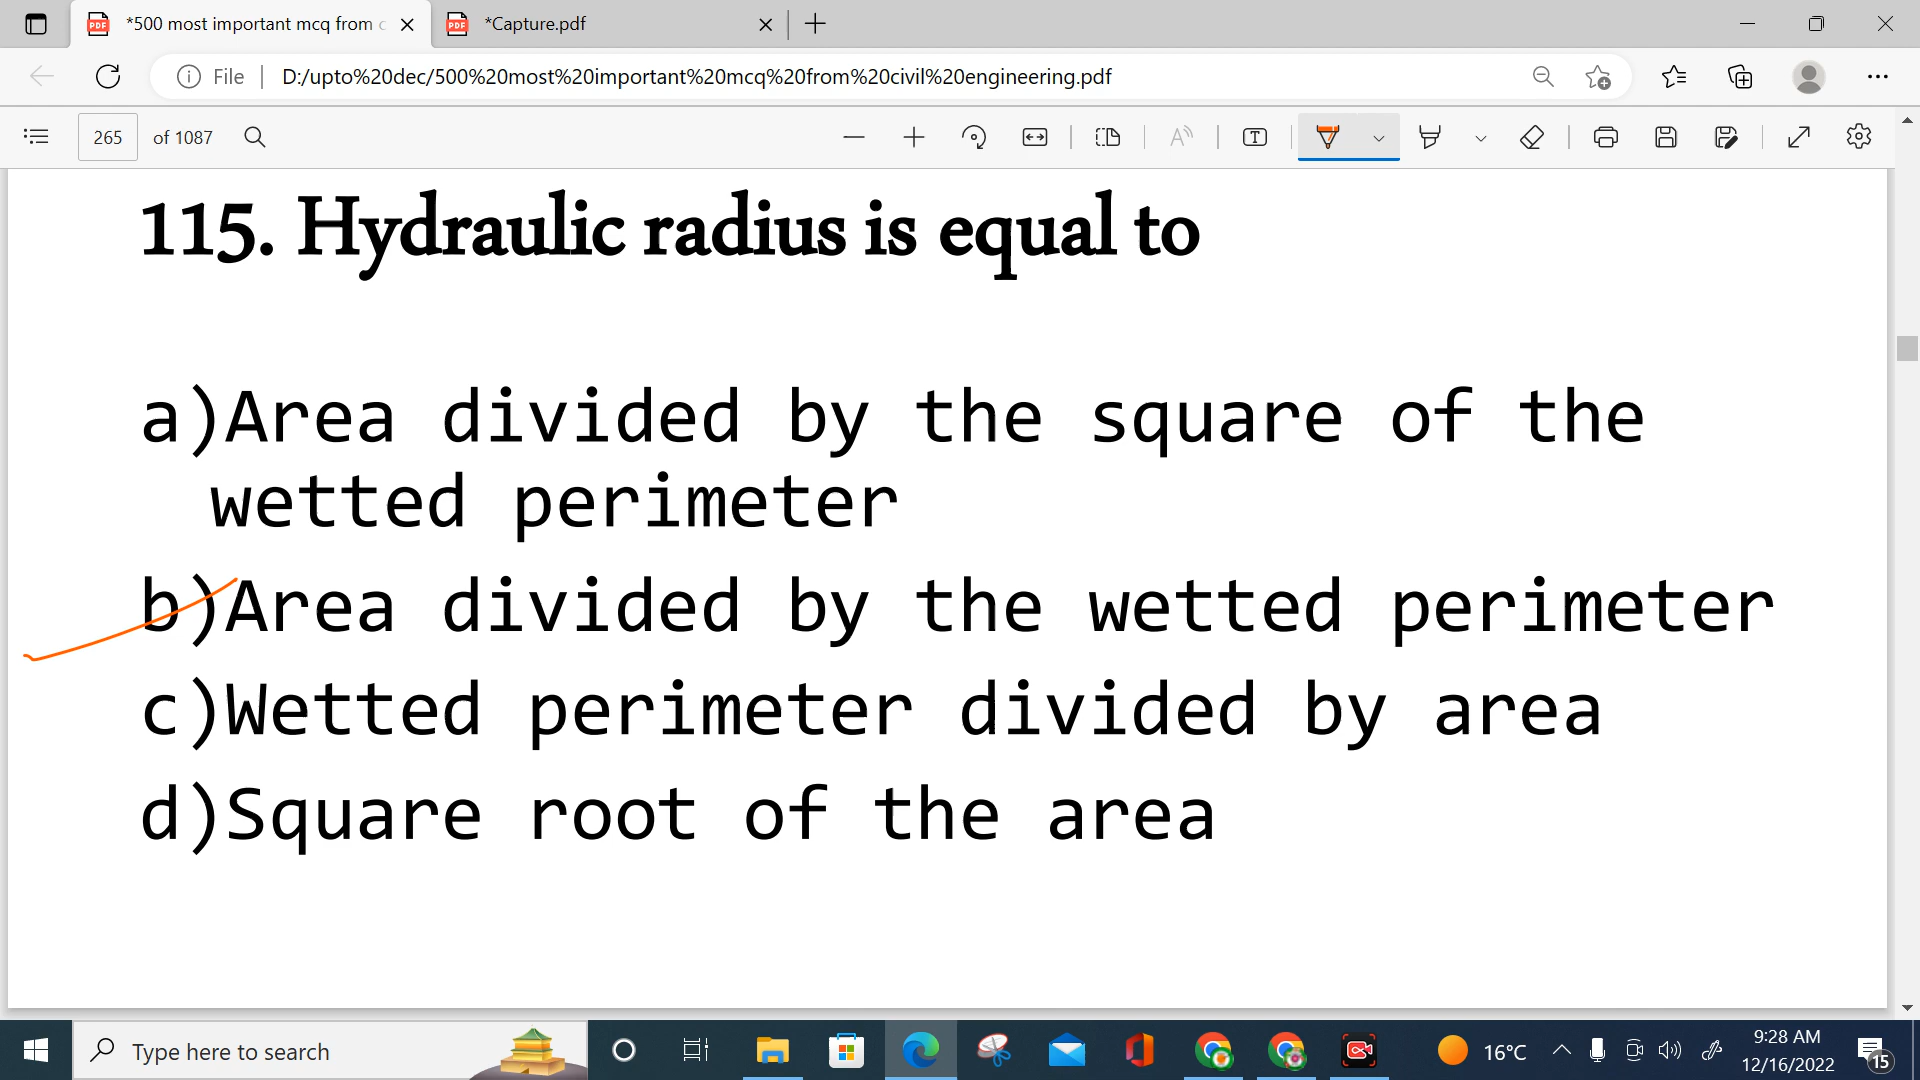 *500 most important mcq from c
*Capture.pdf
File
D:/upto%20dec/500%20most%20important%20mcq%20from%20civil%20engineering.pdf
265 of 1087
115. Hydraulic radius is equal to
a)Area divided by the square of the
wetted perimeter
b)Area divided by the wetted perimeter
c)Wetted perimeter divided by area
d)Square root of the area
Type here to search
16°C
9:28 AM
12/16/2022
15